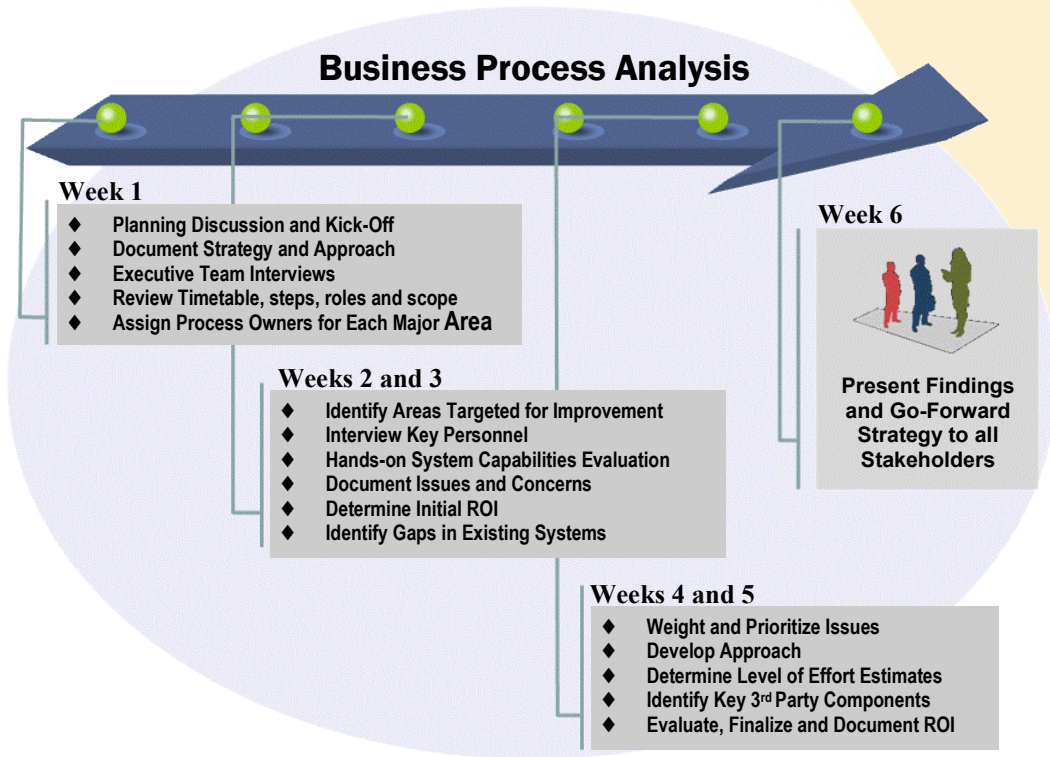 Business Process Analysis
Week 1
♦ Planning Discussion and Kick-Off
♦ Document Strategy and Approach
♦ Executive Team Interviews
♦ Review Timetable, steps, roles and scope
♦ Assign Process Owners for Each Major Area
Weeks 2 and 3
♦ Identify Areas Targeted for Improvement
♦ Interview Key Personnel
♦ Hands-on System Capabilities Evaluation
♦ Document Issues and Concerns
♦ Determine Initial ROI
♦ Identify Gaps in Existing Systems
Weeks 4 and 5
♦ Weight and Prioritize Issues
♦ Develop Approach
♦ Determine Level of Effort Estimates
♦ Identify Key 3rd Party Components
♦ Evaluate, Finalize and Document ROI
Week 6
Present Findings
and Go-Forward
Strategy to all
Stakeholders